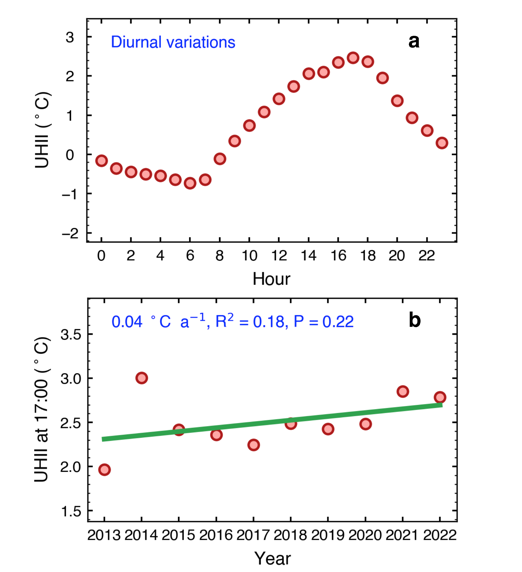 Diurnal variations
a
UHII (°C)
3
2
1
0
−1
−2
0 2 4 6 8 10 12 14 16 18 20 22
Hour
0.04 °C a⁻¹, R² = 0.18, P = 0.22
b
UHII at 17:00 (°C)
3.5
3.0
2.5
2.0
1.5
2013 2014 2015 2016 2017 2018 2019 2020 2021 2022
Year